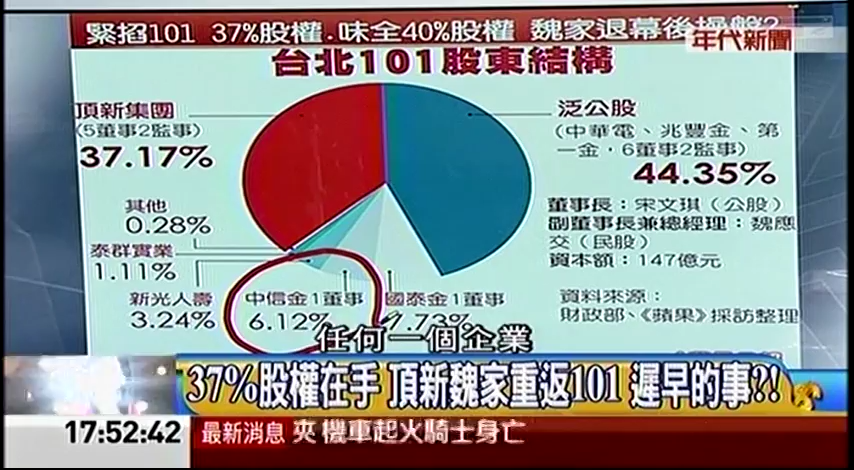 緊掐101 37%股權.味全40%股權 魏家退幕後操盤?
年代新聞
台北101股東結構
頂新集團
(5董事2監事)
37.17%
其他
0.28%
泰群實業
1.11%
新光人壽
3.24%
中信金1董事
6.12%
國泰金1董事
7.73%
泛公股
(中華電、兆豐金、第
一金,6董事2監事)
44.35%
董事長:宋文琪(公股)
副董事長兼總經理:魏應
交(民股)
資本額:147億元
資料來源:
財政部、《蘋果》採訪整理
任何一個企業
37%股權在手 頂新魏家重返101 遲早的事?!
17:52:42
最新消息 夾 機車起火騎士身亡